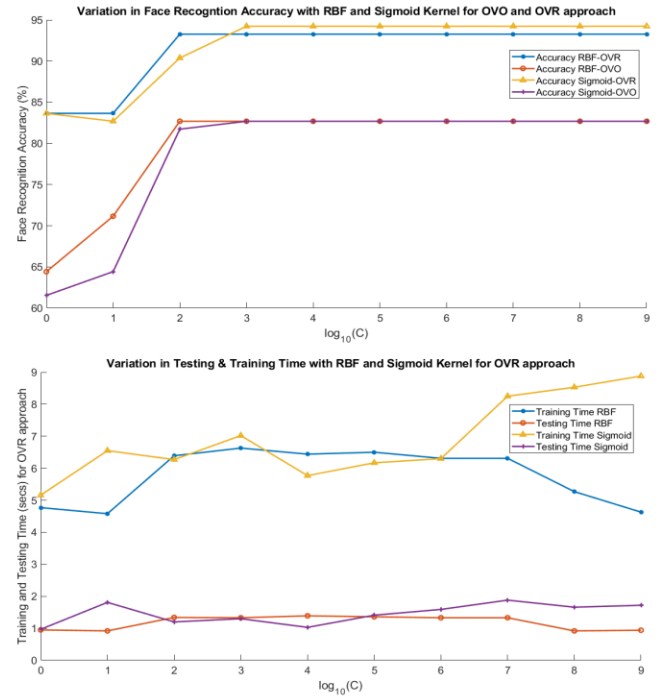 Variation in Face Recogntion Accuracy with RBF and Sigmoid Kernel for OVO and OVR approach
Face Recognition Accuracy (%)
95
90
85
80
75
70
65
60
Accuracy RBF-OVR
Accuracy RBF-OVO
Accuracy Sigmoid-OVR
Accuracy Sigmoid-OVO
0 1 2 3 4 5 6 7 8 9
log10(C)
Variation in Testing & Training Time with RBF and Sigmoid Kernel for OVR approach
Training and Testing Time (secs) for OVR approach
9
8
7
6
5
4
3
2
1
0
Training Time RBF
Testing Time RBF
Training Time Sigmoid
Testing Time Sigmoid
0 1 2 3 4 5 6 7 8 9
log10(C)